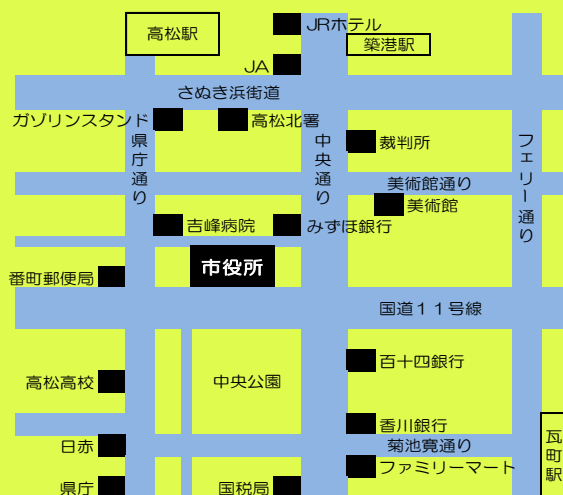 JRホテル
高松駅
築港駅
JA
さぬき浜街道
ガソリンスタンド
高松北署
県庁通り
中央通り
フェリー通り
裁判所
美術館通り
美術館
吉峰病院
みずほ銀行
市役所
番町郵便局
国道11号線
百十四銀行
高松高校
中央公園
香川銀行
瓦町駅
日赤
菊池寛通り
ファミリーマート
県庁
国税局